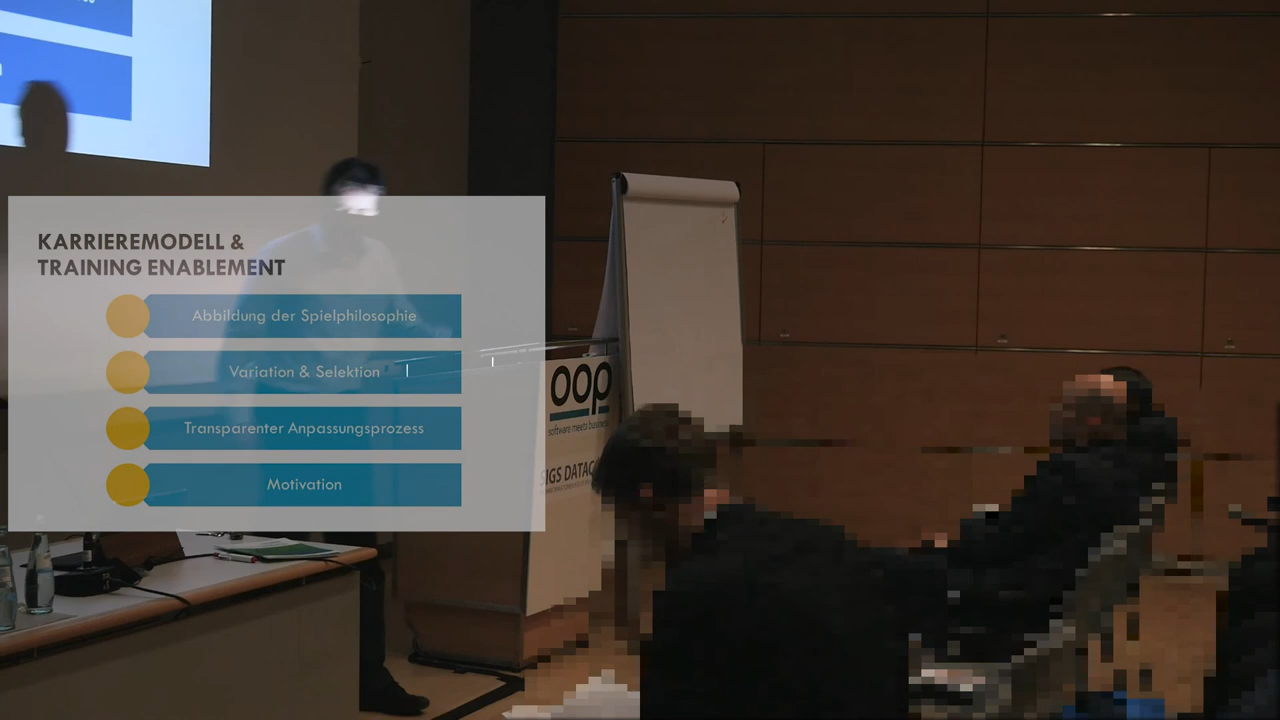 KARRIEREMODELL &
TRAINING ENABLEMENT
Abbildung der Spielphilosophie
Variation & Selektion
Transparenter Anpassungsprozess
Motivation
oop
software meets business
SIGS DATAC